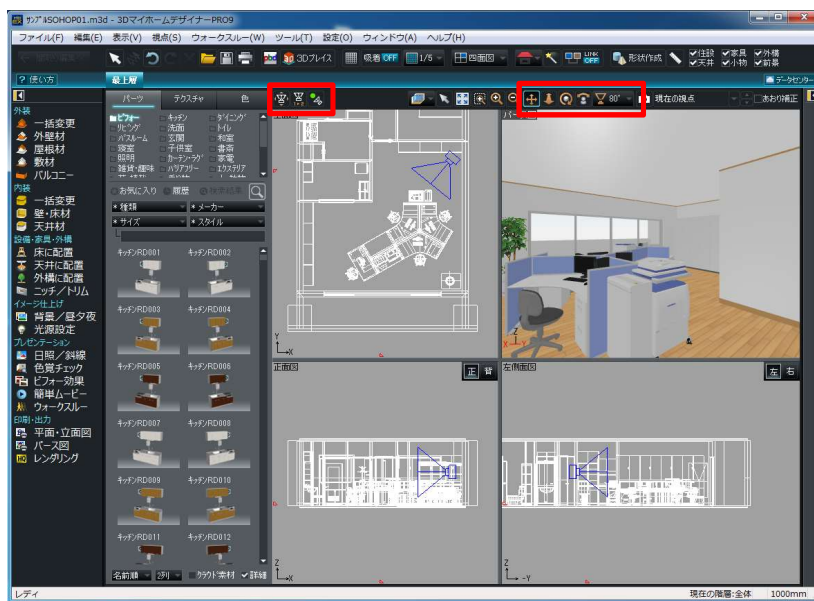 ｻﾝﾌﾟﾙSOHOP01.m3d - 3DマイホームデザイナーPRO9
ファイル(F) 編集(E) 表示(V) 視点(S) ウォークスルー(W) ツール(T) 設定(O) ウィンドウ(A) ヘルプ(H)
3Dプレイス 吸着 OFF 1/5 四面図 LINK OFF 形状作成 ✓住設 ✓家具 ✓外構
✓天井 ✓小物 ✓前景
? 使い方 最上層 データセンター
パーツ テクスチャ 色 80° 現在の視点 あおり補正
外装
一括変更
外壁材
屋根材
敷材
バルコニー
内装
一括変更
壁・床材
天井材
設備・家具・外構
床に配置
天井に配置
外構に配置
ニッチ／トリム
イメージ仕上げ
背景／昼夕夜
光源設定
プレゼンテーション
日照／斜線
色覚チェック
ビフォー効果
簡単ムービー
ウォークスルー
印刷・出力
平面・立面図
パース図
レンダリング
ビフォー キッチン ダイニング
リビング 洗面 トイレ
バスルーム 玄関 和室
寝室 子供室 書斎
照明 カーテン・ラグ 家電
雑貨・趣味 バリアフリー エクステリア
お気に入り 履歴 検索結果
* 種類 * メーカー
* サイズ * スタイル
キッチンRD001 キッチンRD002
キッチンRD003 キッチンRD004
キッチンRD005 キッチンRD006
キッチンRD007 キッチンRD008
キッチンRD009 キッチンRD010
キッチンRD011 キッチンRD012
名前順 2列 クラウド素材 ✓詳細
Y
X
Z
X Y
正面図 正 背
左側面図 左 右
Z
X
Z
-Y
レディ 現在の階層:全体 1000mm